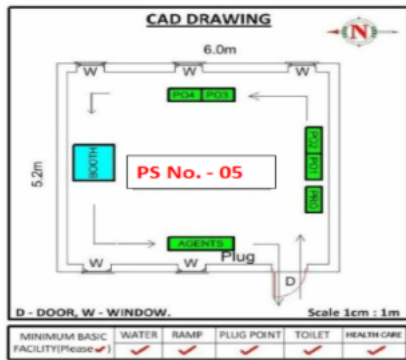 CAD DRAWING
N
6.0m
W W W
PO4 PO3
5.2m
BOOTH
PS No. - 05
PO2 PO1
PRO
AGENTS
Plug
W W
D
D - DOOR, W - WINDOW. Scale 1cm : 1m
MINIMUM BASIC FACILITY(Please ✓) WATER RAMP PLUG POINT TOILET HEALTH CARE
✓ ✓ ✓ ✓ ✓